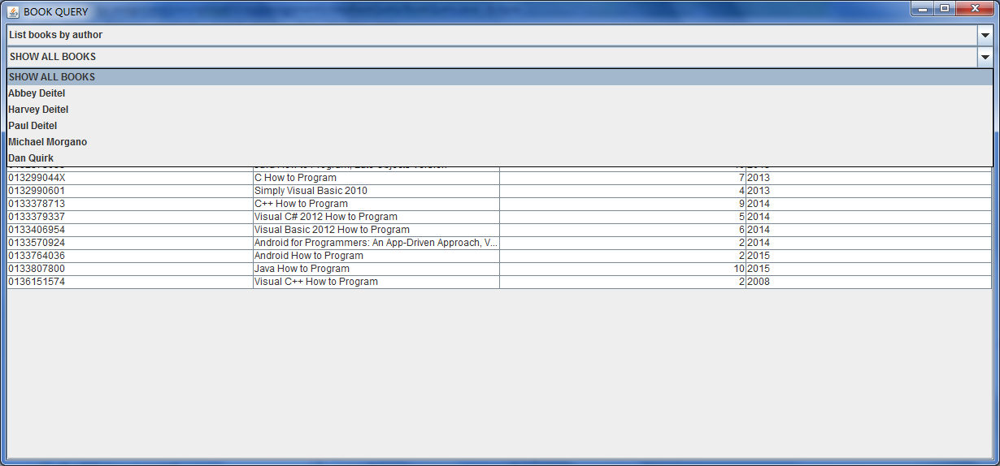 BOOK QUERY
List books by author
SHOW ALL BOOKS
SHOW ALL BOOKS
Abbey Deitel
Harvey Deitel
Paul Deitel
Michael Morgano
Dan Quirk
013299044X C How to Program 7 2013
0132990601 Simply Visual Basic 2010 4 2013
0133378713 C++ How to Program 9 2014
0133379337 Visual C# 2012 How to Program 5 2014
0133406954 Visual Basic 2012 How to Program 6 2014
0133570924 Android for Programmers: An App-Driven Approach, V... 2 2014
0133764036 Android How to Program 2 2015
0133807800 Java How to Program 10 2015
0136151574 Visual C++ How to Program 2 2008